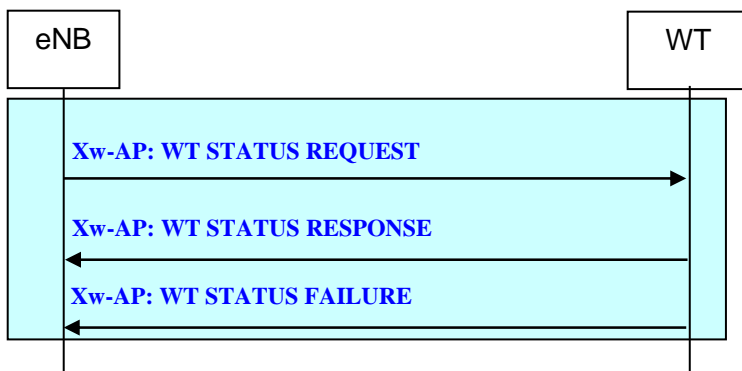 eNB
WT
Xw-AP: WT STATUS REQUEST
Xw-AP: WT STATUS RESPONSE
Xw-AP: WT STATUS FAILURE